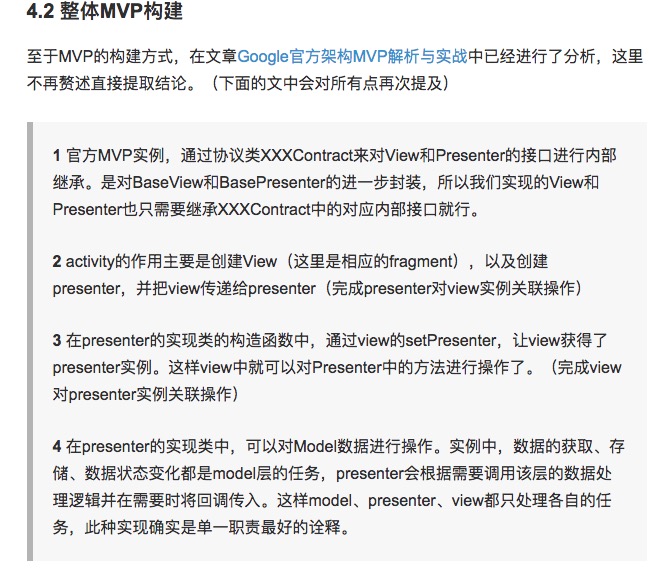 4.2 整体MVP构建
至于MVP的构建方式，在文章Google官方架构MVP解析与实战中已经进行了分析，这里
不再赘述直接提取结论。（下面的文中会对所有点再次提及）
1 官方MVP实例，通过协议类XXXContract来对View和Presenter的接口进行内部
继承。是对BaseView和BasePresenter的进一步封装，所以我们实现的View和
Presenter也只需要继承XXXContract中的对应内部接口就行。
2 activity的作用主要是创建View（这里是相应的fragment），以及创建
presenter，并把view传递给presenter（完成presenter对view实例关联操作）
3 在presenter的实现类的构造函数中，通过view的setPresenter，让view获得了
presenter实例。这样view中就可以对Presenter中的方法进行操作了。（完成view
对presenter实例关联操作）
4 在presenter的实现类中，可以对Model数据进行操作。实例中，数据的获取、存
储、数据状态变化都是model层的任务，presenter会根据需要调用该层的数据处
理逻辑并在需要时将回调传入。这样model、presenter、view都只处理各自的任
务，此种实现确实是单一职责最好的诠释。